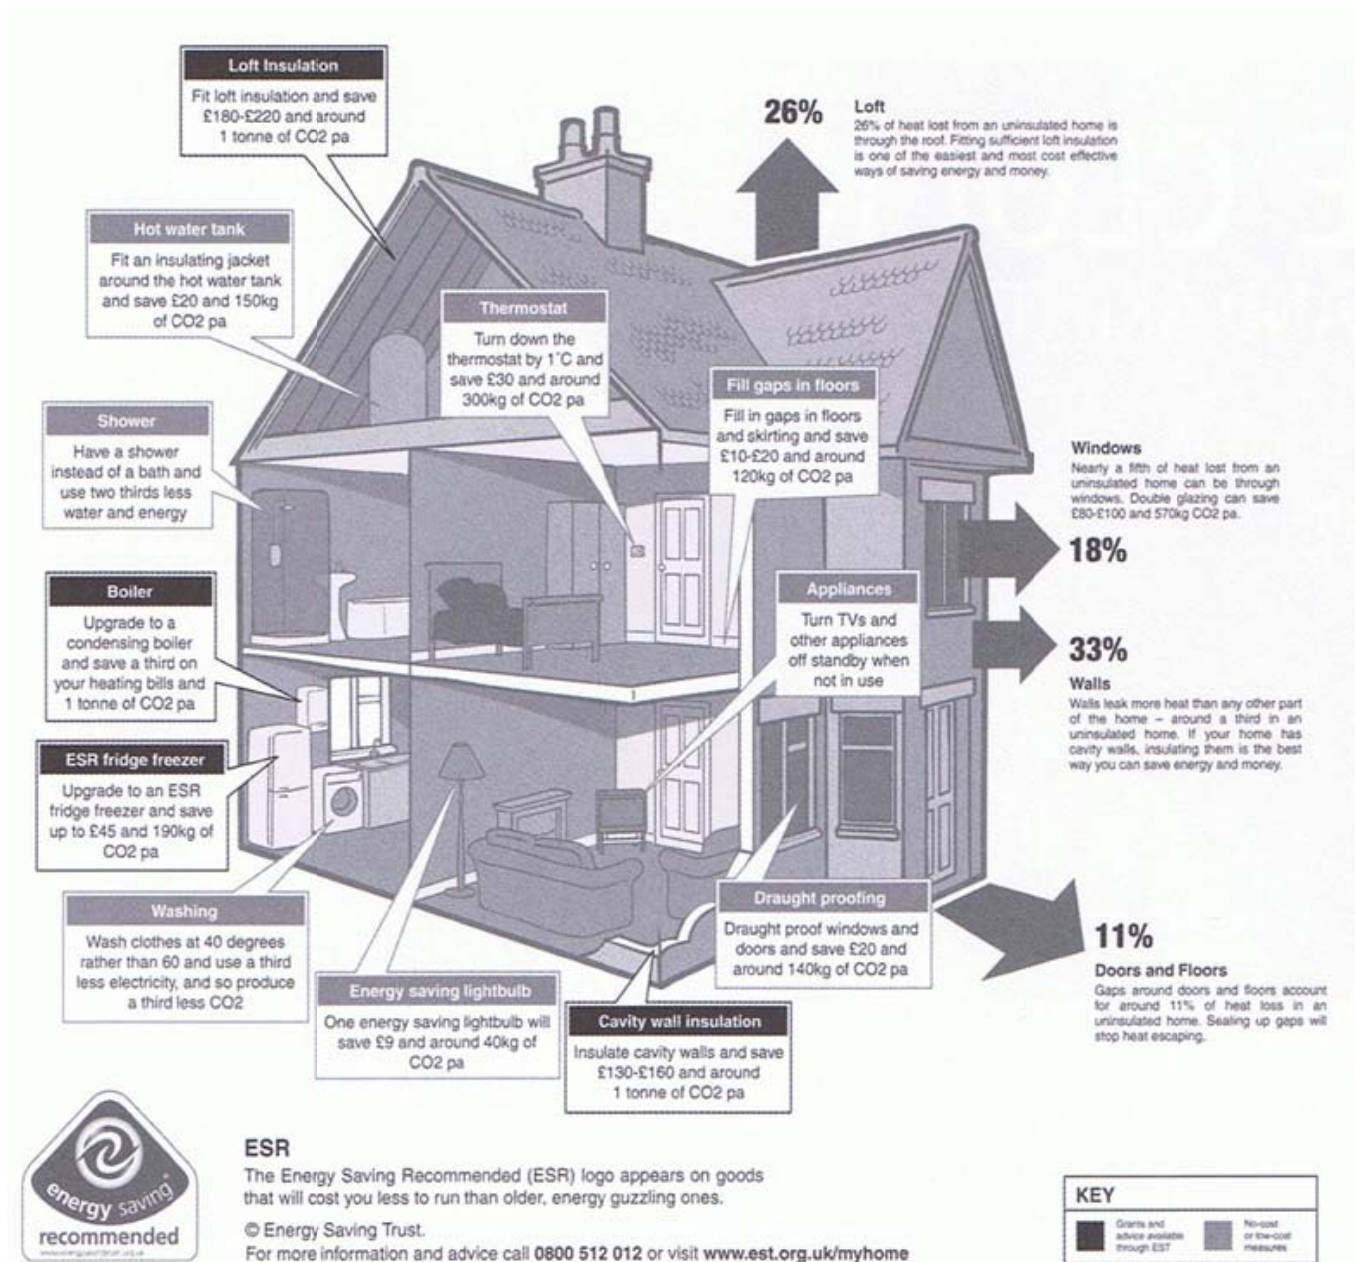 Loft Insulation
Fit loft insulation and save
£180-£220 and around
1 tonne of CO2 pa
26%
Loft
26% of heat lost from an uninsulated home is
through the roof. Fitting sufficient loft insulation
is one of the easiest and most cost effective
ways of saving energy and money.
Hot water tank
Fit an insulating jacket
around the hot water tank
and save £20 and 150kg
of CO2 pa
Thermostat
Turn down the
thermostat by 1°C and
save £30 and around
300kg of CO2 pa
Fill gaps in floors
Fill in gaps in floors
and skirting and save
£10-£20 and around
120kg of CO2 pa
Shower
Have a shower
instead of a bath and
use two thirds less
water and energy
Windows
Nearly a fifth of heat lost from an
uninsulated home can be through
windows. Double glazing can save
£80-£100 and 570kg CO2 pa.
18%
Boiler
Upgrade to a
condensing boiler
and save a third on
your heating bills and
1 tonne of CO2 pa
Appliances
Turn TVs and
other appliances
off standby when
not in use
33%
Walls
Walls leak more heat than any other part
of the home – around a third in an
uninsulated home. If your home has
cavity walls, insulating them is the best
way you can save energy and money.
ESR fridge freezer
Upgrade to an ESR
fridge freezer and save
up to £45 and 190kg of
CO2 pa
Washing
Wash clothes at 40 degrees
rather than 60 and use a third
less electricity, and so produce
a third less CO2
Energy saving lightbulb
One energy saving lightbulb will
save £9 and around 40kg of
CO2 pa
Draught proofing
Draught proof windows and
doors and save £20 and
around 140kg of CO2 pa
Cavity wall insulation
Insulate cavity walls and save
£130-£160 and around
1 tonne of CO2 pa
11%
Doors and Floors
Gaps around doors and floors account
for around 11% of heat loss in an
uninsulated home. Sealing up gaps will
stop heat escaping.
energy saving
recommended
ESR
The Energy Saving Recommended (ESR) logo appears on goods
that will cost you less to run than older, energy guzzling ones.
© Energy Saving Trust.
For more information and advice call 0800 512 012 or visit www.est.org.uk/myhome
KEY
Grants and
advice available
through EST
No-cost
or low-cost
measures